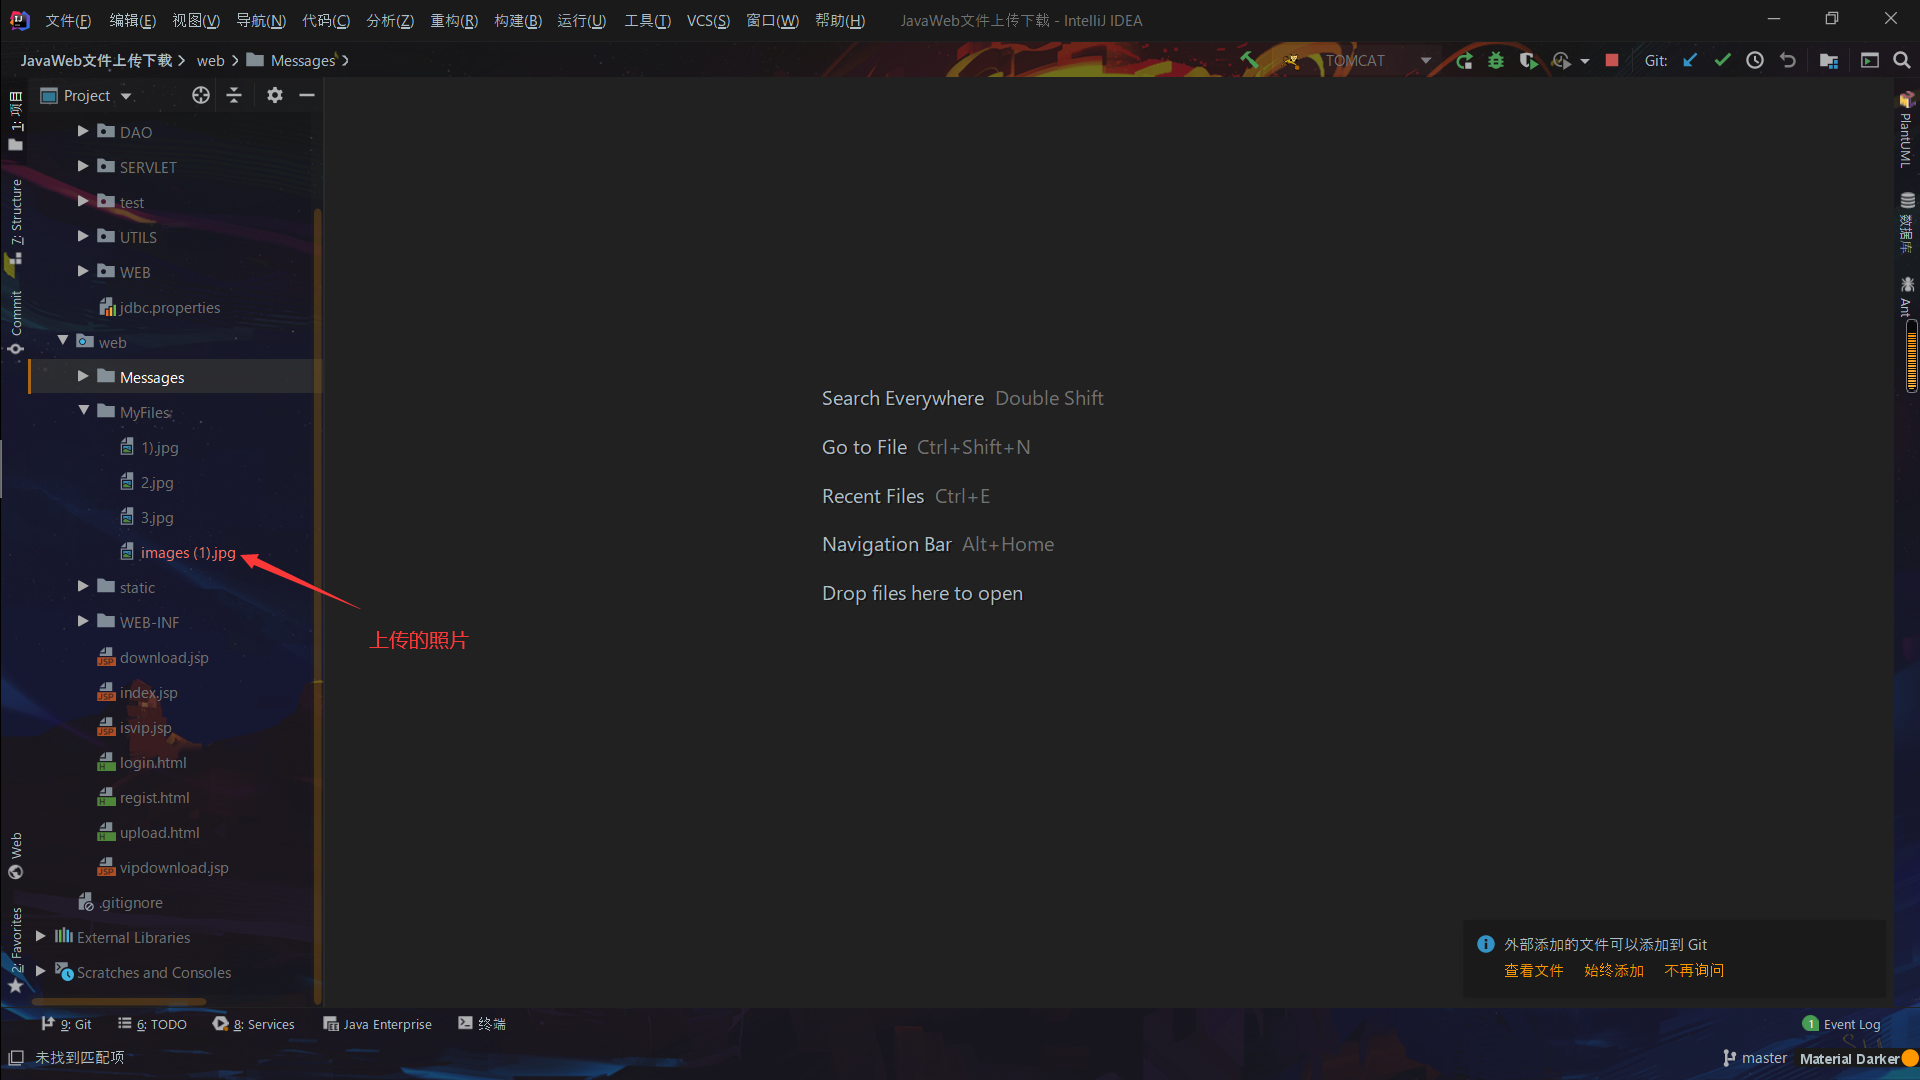 文件(F) 编辑(E) 视图(V) 导航(N) 代码(C) 分析(Z) 重构(R) 构建(B) 运行(U) 工具(T) VCS(S) 窗口(W) 帮助(H) JavaWeb文件上传下载 - IntelliJ IDEA
JavaWeb文件上传下载 web Messages TOMCAT Git:
Project
1: 项目
7: Structure
Commit
Web
2: Favorites
DAO
SERVLET
test
UTILS
WEB
jdbc.properties
web
Messages
MyFiles
1).jpg
2.jpg
3.jpg
images (1).jpg
static
WEB-INF
download.jsp
index.jsp
isvip.jsp
login.html
regist.html
upload.html
vipdownload.jsp
.gitignore
External Libraries
Scratches and Consoles
上传的照片
Search Everywhere Double Shift
Go to File Ctrl+Shift+N
Recent Files Ctrl+E
Navigation Bar Alt+Home
Drop files here to open
PlantUML
数据库
Ant
外部添加的文件可以添加到 Git
查看文件 始终添加 不再询问
9: Git 6: TODO 8: Services Java Enterprise 终端 1 Event Log
未找到匹配项 master Material Darker